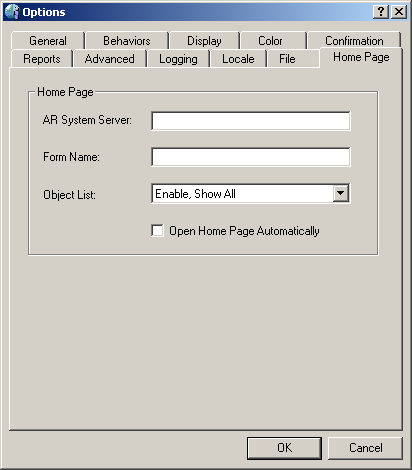 Options
General Behaviors Display Color Confirmation
Reports Advanced Logging Locale File Home Page
Home Page
AR System Server:
Form Name:
Object List: Enable, Show All
Open Home Page Automatically
OK Cancel